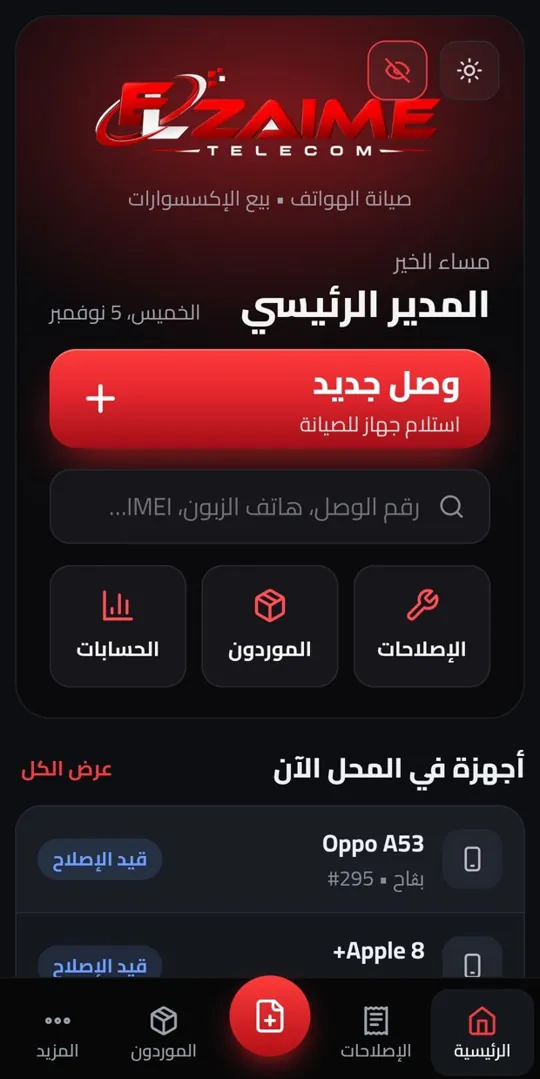 ELZAIME
TELECOM
صيانة الهواتف • بيع الإكسسوارات
مساء الخير
المدير الرئيسي
الخميس، 5 نوفمبر
وصل جديد
استلام جهاز للصيانة
رقم الوصل، هاتف الزبون، IMEI...
الإصلاحات
الموردون
الحسابات
أجهزة في المحل الآن
عرض الكل
Oppo A53
قيد الإصلاح
بقاح • #295
Apple 8+
قيد الإصلاح
الرئيسية
الإصلاحات
الموردون
المزيد